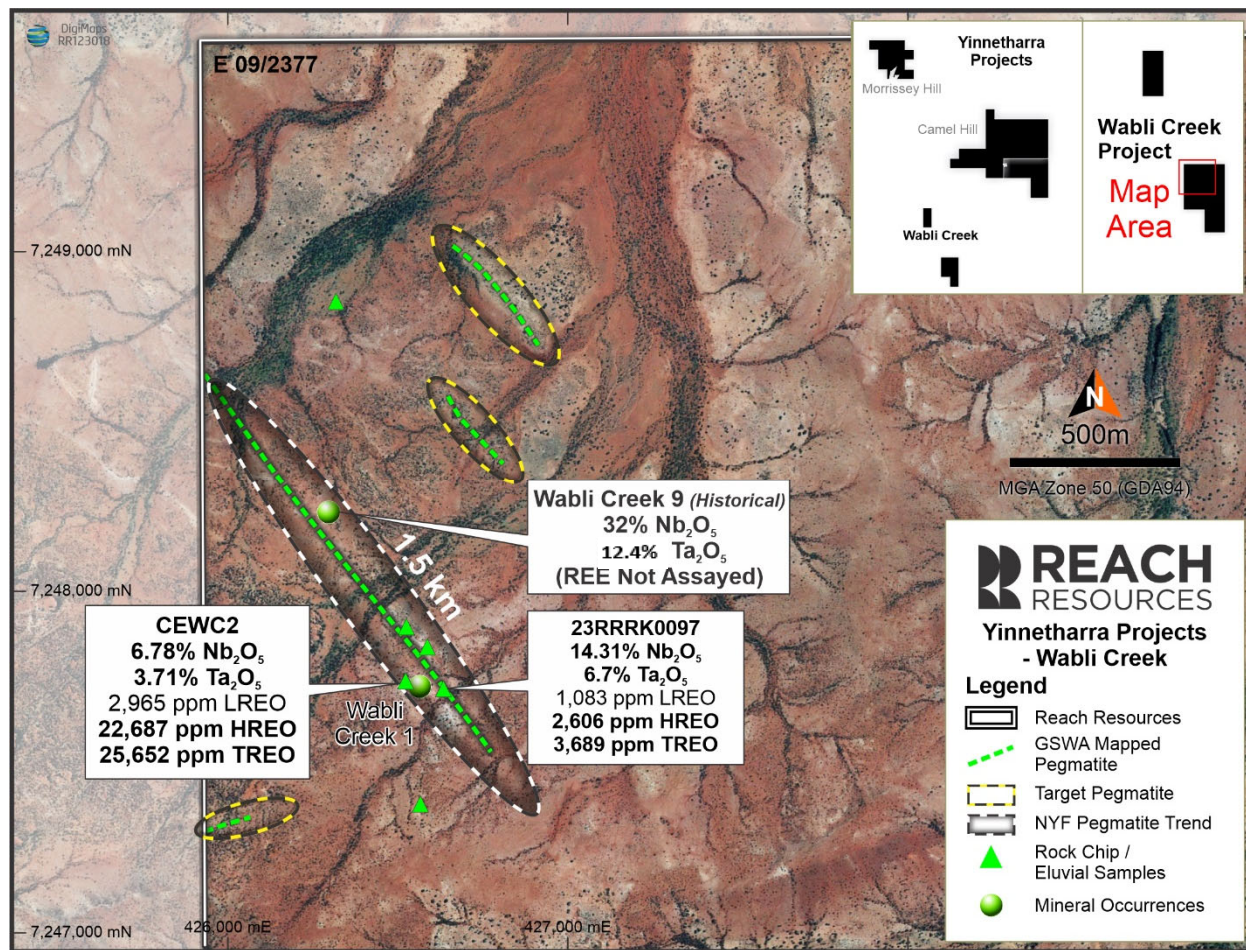 DigiMaps
RR123018
E 09/2377
Yinnetharra
Projects
Morrissey Hill
Camel Hill
Wabli Creek
Wabli Creek
Project
Map
Area
7,249,000 mN
N
500m
MGA Zone 50 (GDA94)
Wabli Creek 9 (Historical)
32% Nb₂O₅
12.4% Ta₂O₅
(REE Not Assayed)
1.5 km
7,248,000 mN
CEWC2
6.78% Nb₂O₅
3.71% Ta₂O₅
2,965 ppm LREO
22,687 ppm HREO
25,652 ppm TREO
Wabli
Creek 1
23RRRK0097
14.31% Nb₂O₅
6.7% Ta₂O₅
1,083 ppm LREO
2,606 ppm HREO
3,689 ppm TREO
REACH
RESOURCES
Yinnetharra Projects
- Wabli Creek
Legend
Reach Resources
GSWA Mapped
Pegmatite
Target Pegmatite
NYF Pegmatite Trend
Rock Chip /
Eluvial Samples
Mineral Occurrences
7,247,000 mN
426,000 mE
427,000 mE